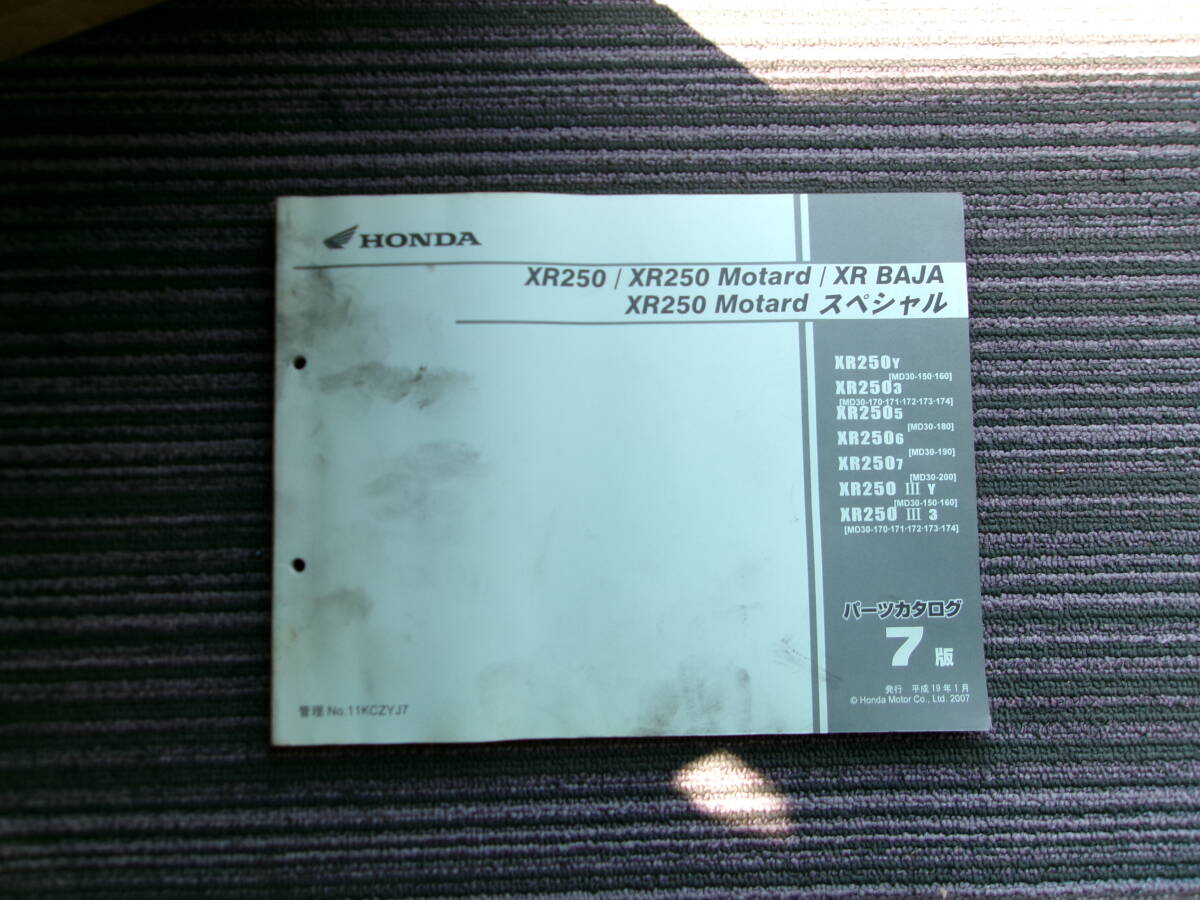 HONDA
XR250 / XR250 Motard / XR BAJA
XR250 Motard スペシャル
XR250Y
[MD30-150·160]
XR2503
[MD30-170·171·172·173·174]
XR2505
[MD30-180]
XR2506
[MD30-190]
XR2507
[MD30-200]
XR250 III Y
[MD30-150·160]
XR250 III 3
[MD30-170·171·172·173·174]
パーツカタログ
7 版
発行 平成19年1月
© Honda Motor Co., Ltd. 2007
管理 No.11KCZYJ7